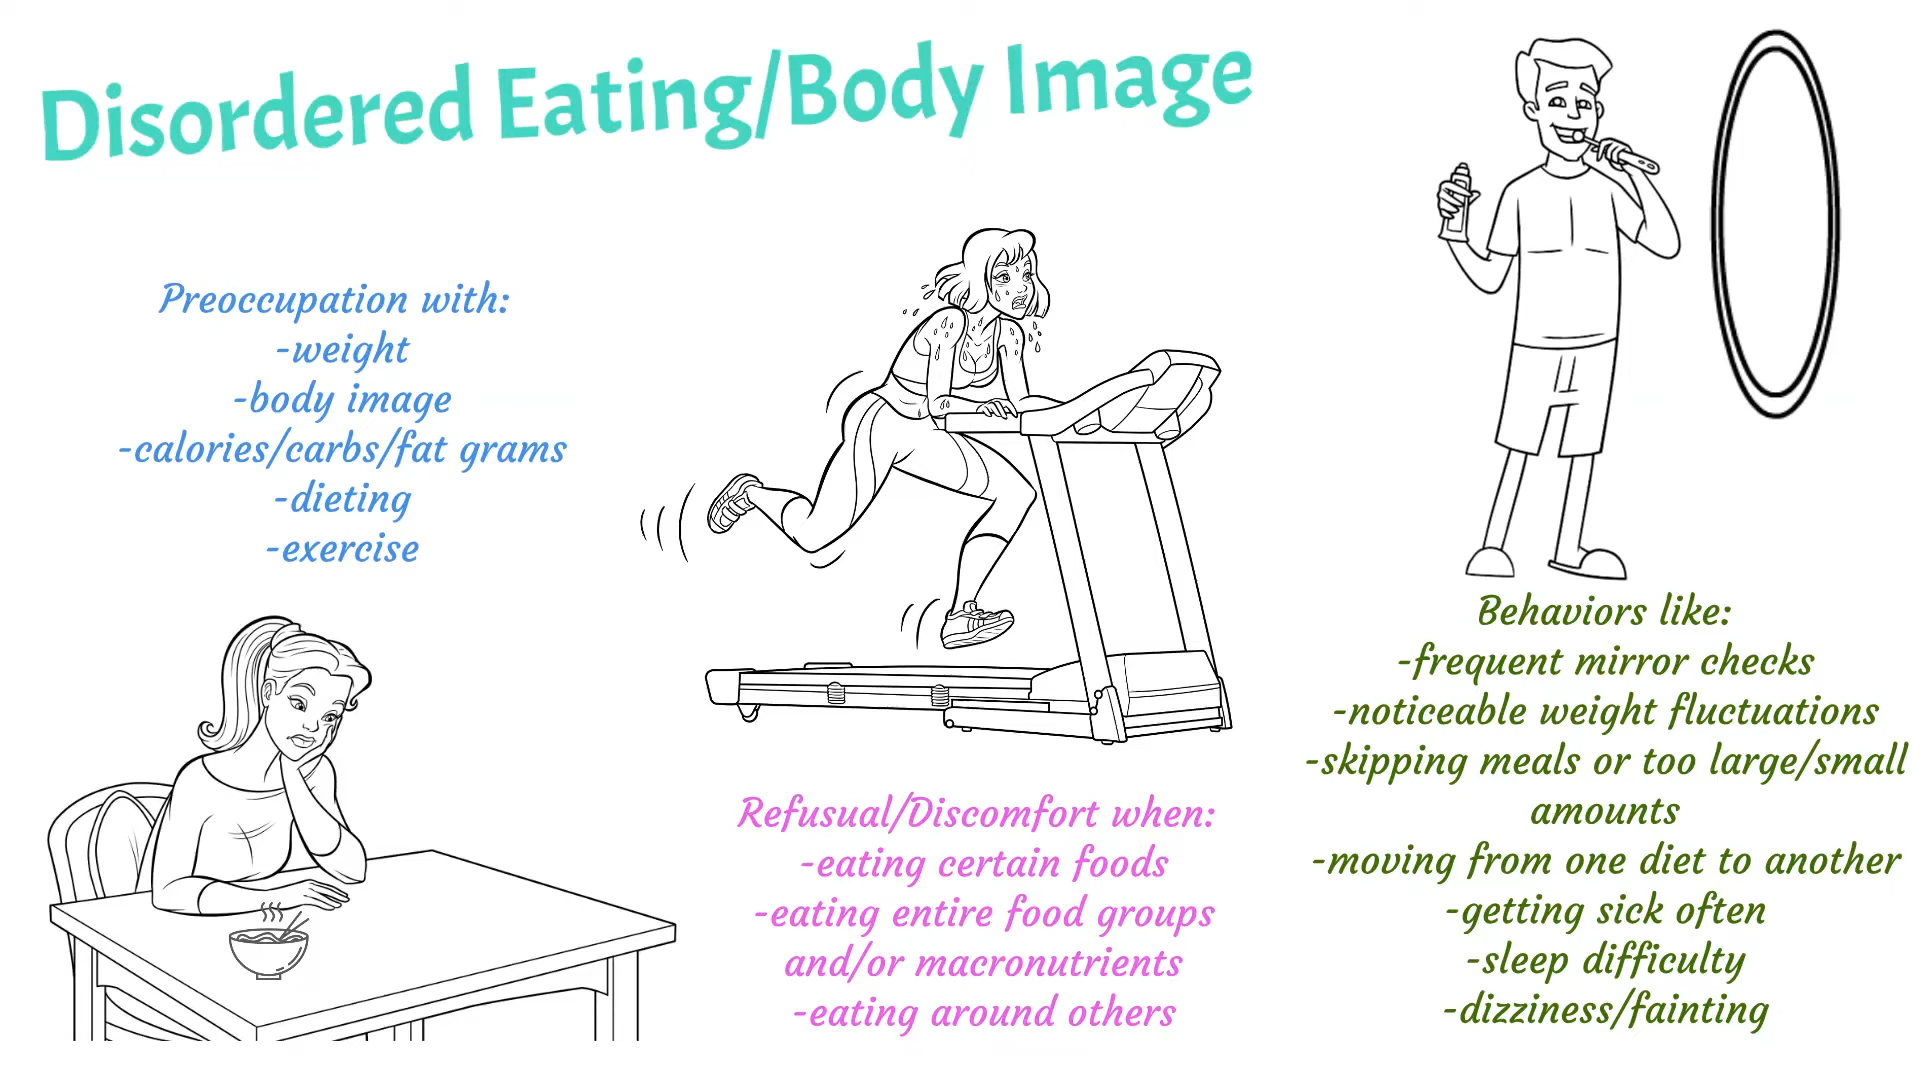 Disordered Eating/Body Image
Preoccupation with:
-weight
-body image
-calories/carbs/fat grams
-dieting
-exercise
Refusual/Discomfort when:
-eating certain foods
-eating entire food groups
and/or macronutrients
-eating around others
Behaviors like:
-frequent mirror checks
-noticeable weight fluctuations
-skipping meals or too large/small
amounts
-moving from one diet to another
-getting sick often
-sleep difficulty
-dizziness/fainting